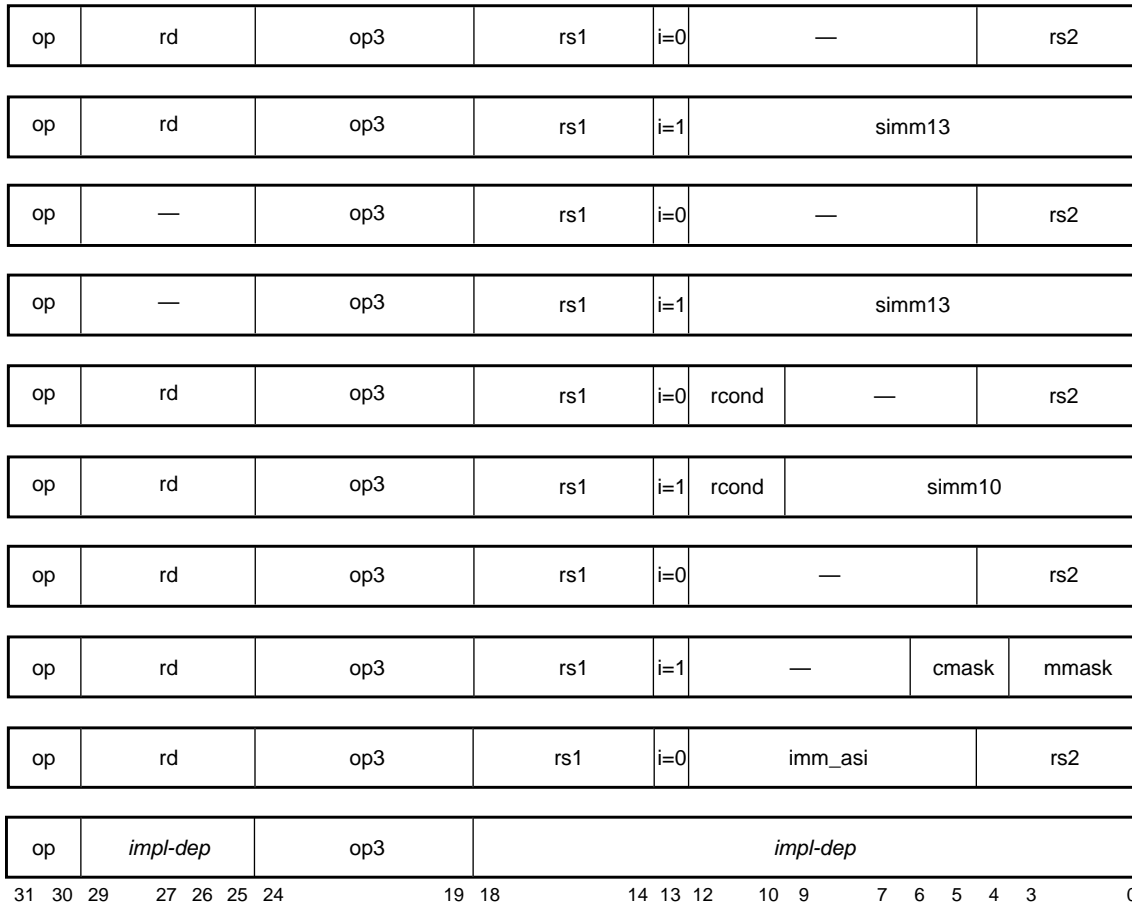 op rd op3 rs1 i=0 — rs2
op rd op3 rs1 i=1 simm13
op — op3 rs1 i=0 — rs2
op — op3 rs1 i=1 simm13
op rd op3 rs1 i=0 rcond — rs2
op rd op3 rs1 i=1 rcond simm10
op rd op3 rs1 i=0 — rs2
op rd op3 rs1 i=1 — cmask mmask
op rd op3 rs1 i=0 imm_asi rs2
op impl-dep op3 impl-dep
31 30 29 27 26 25 24 19 18 14 13 12 10 9 7 6 5 4 3 0